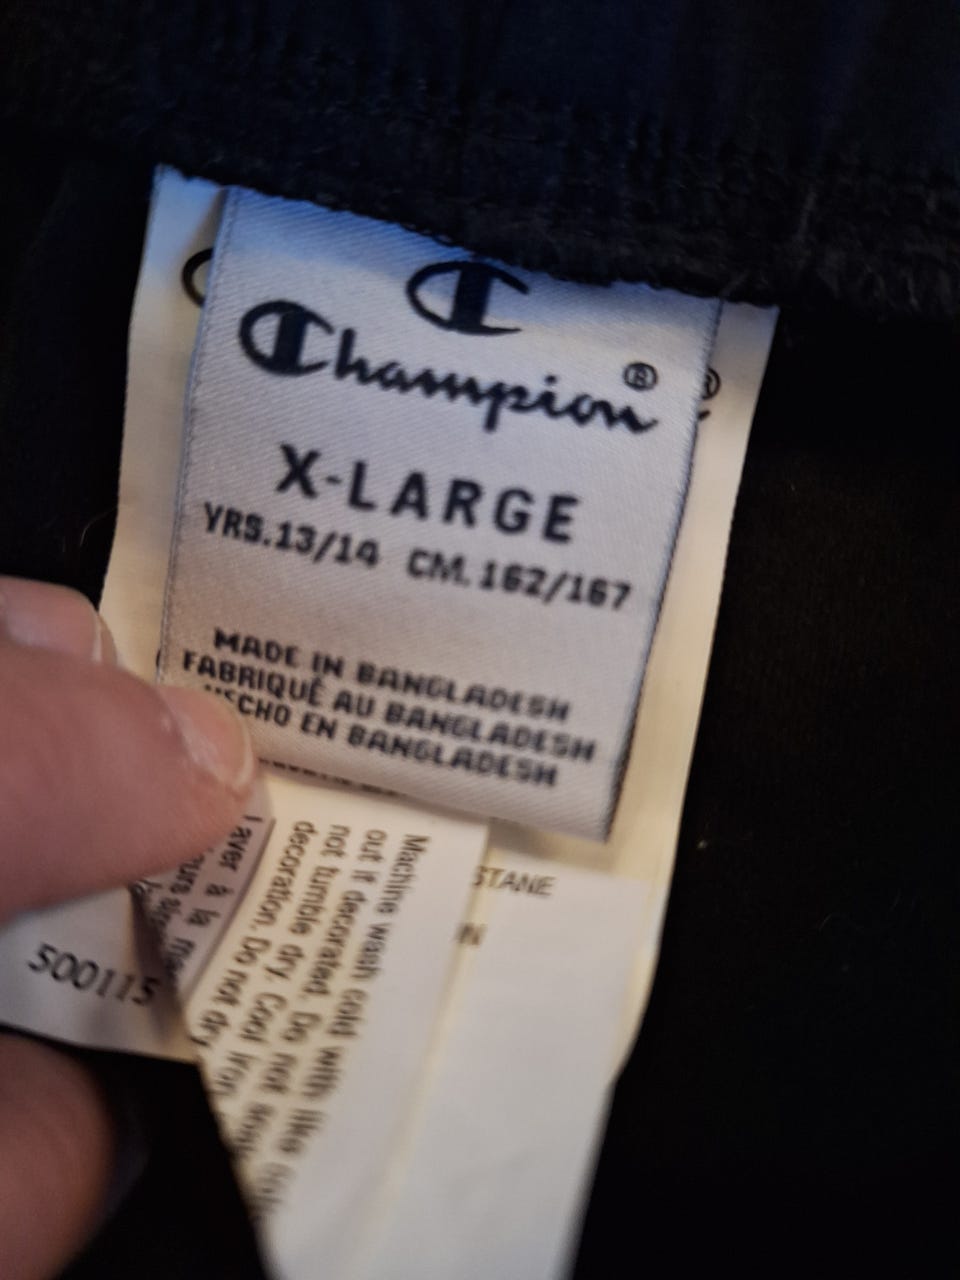 Champion®
X-LARGE
YRS.13/14 CM.162/167
MADE IN BANGLADESH
FABRIQUÉ AU BANGLADESH
HECHO EN BANGLADESH
STANE
N
Machine wash cold with like
out if decorated. Do not
not tumble dry. Cool iron
decoration. Do not dry
Laver à la
500115